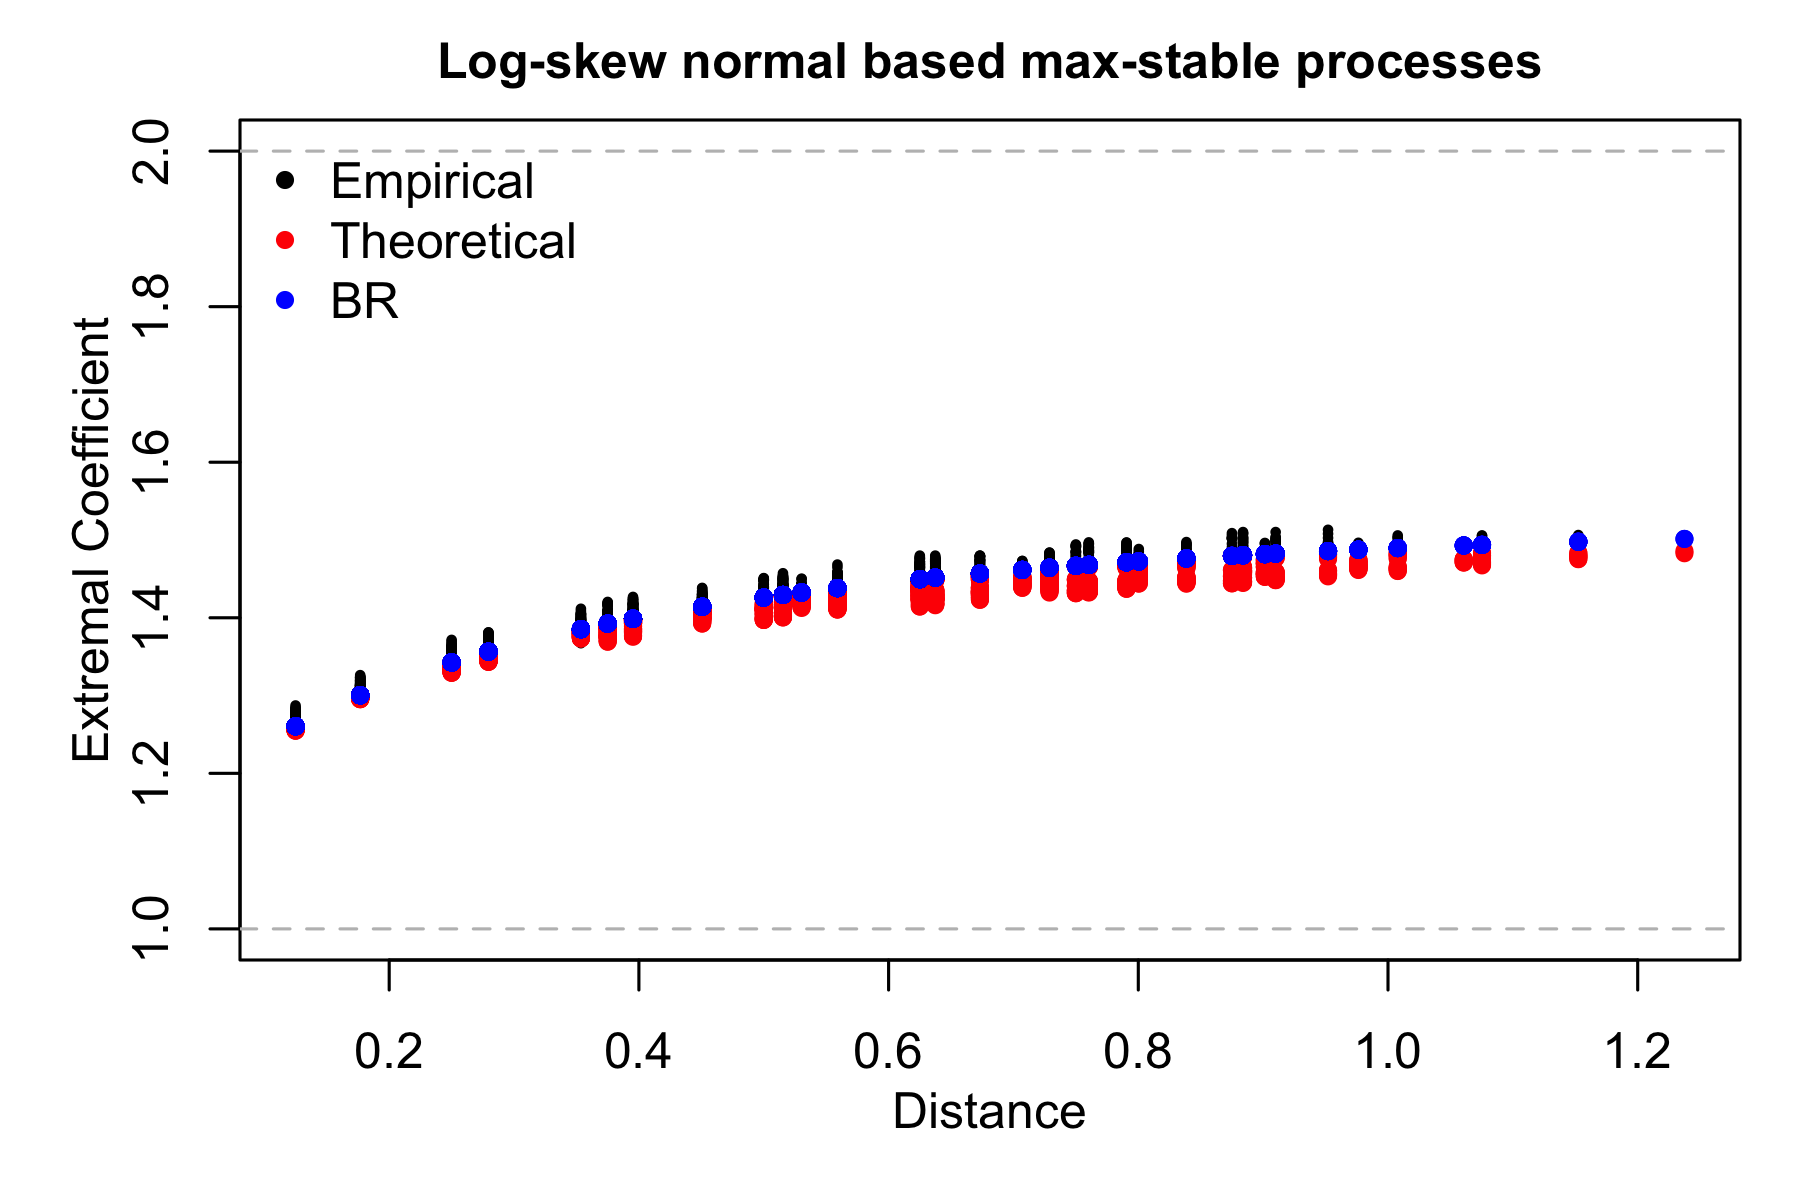 Log-skew normal based max-stable processes
Empirical
Theoretical
BR
Extremal Coefficient
2.0
1.8
1.6
1.4
1.2
1.0
0.2 0.4 0.6 0.8 1.0 1.2
Distance